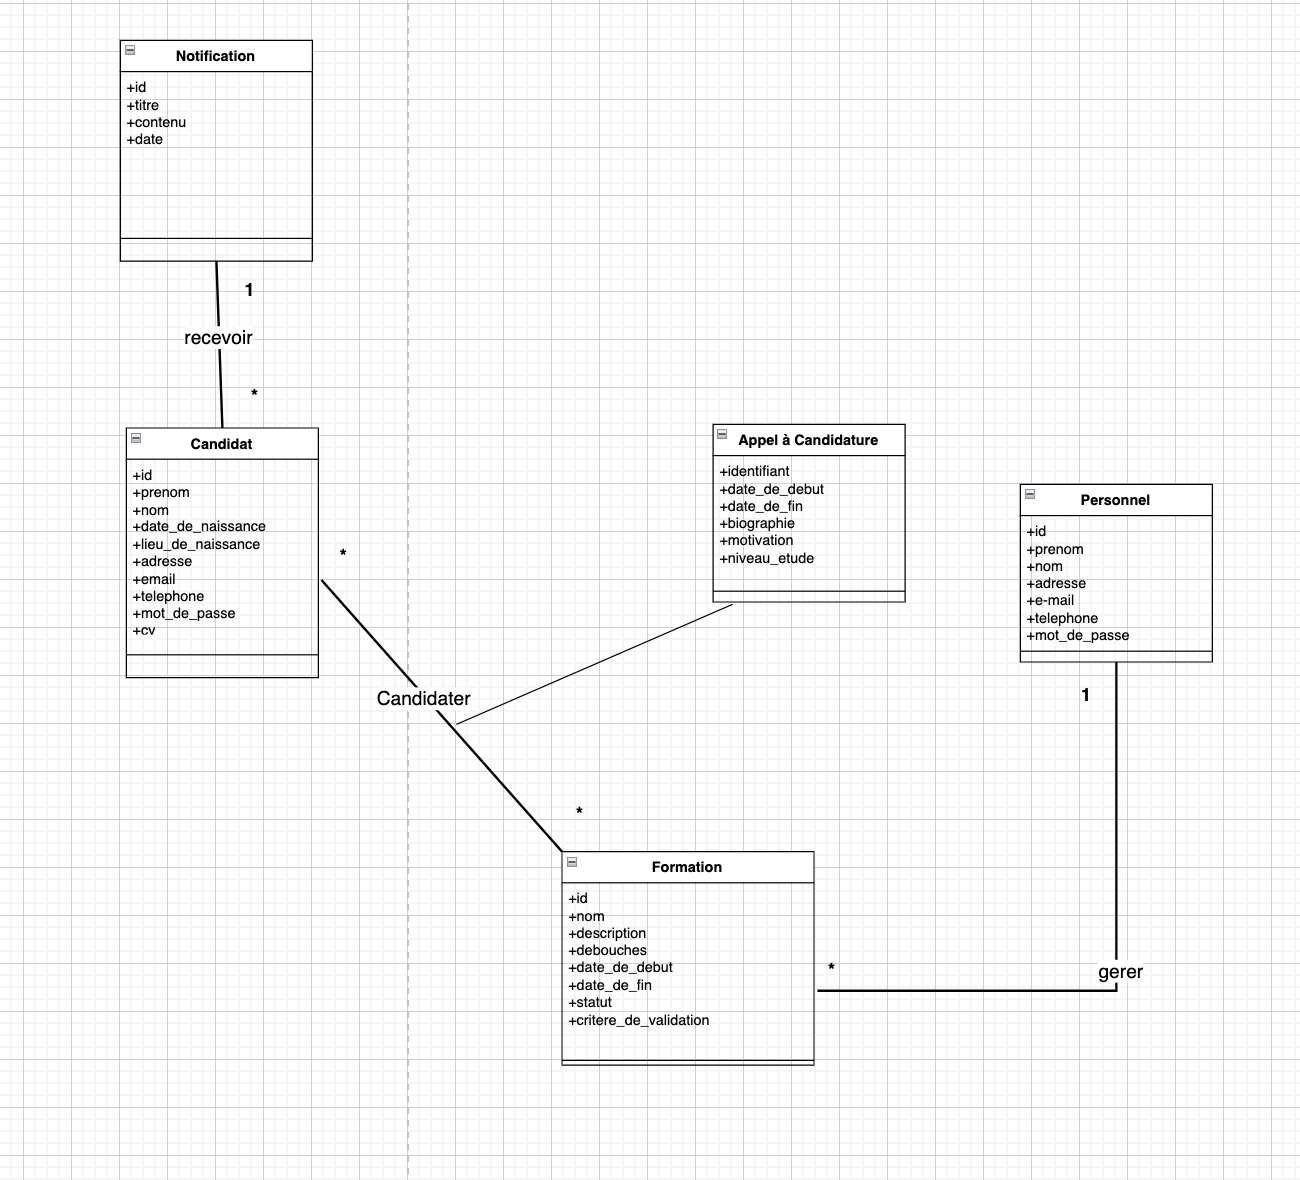 Notification
+id
+titre
+contenu
+date
1
recevoir
*
Candidat
+id
+prenom
+nom
+date_de_naissance
+lieu_de_naissance
+adresse
+email
+telephone
+mot_de_passe
+cv
*
Candidater
Appel à Candidature
+identifiant
+date_de_debut
+date_de_fin
+biographie
+motivation
+niveau_etude
Personnel
+id
+prenom
+nom
+adresse
+e-mail
+telephone
+mot_de_passe
1
*
Formation
+id
+nom
+description
+debouches
+date_de_debut
+date_de_fin
+statut
+critere_de_validation
*
gerer